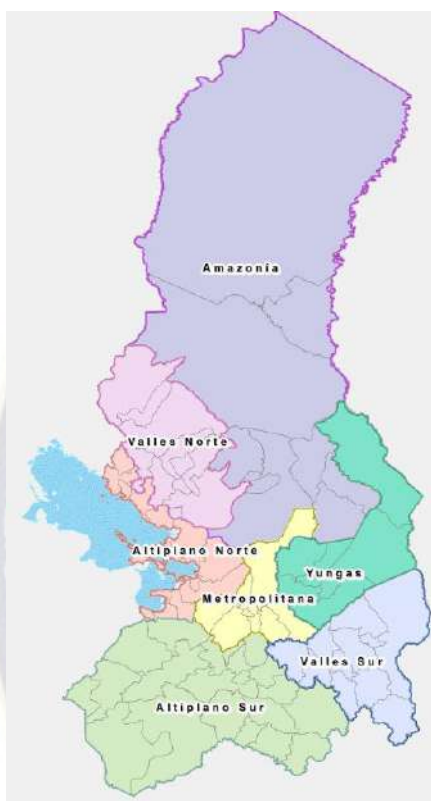 Amazonia
Valles Norte
Altiplano Norte
Yungas
Metropolitana
Valles Sur
Altiplano Sur